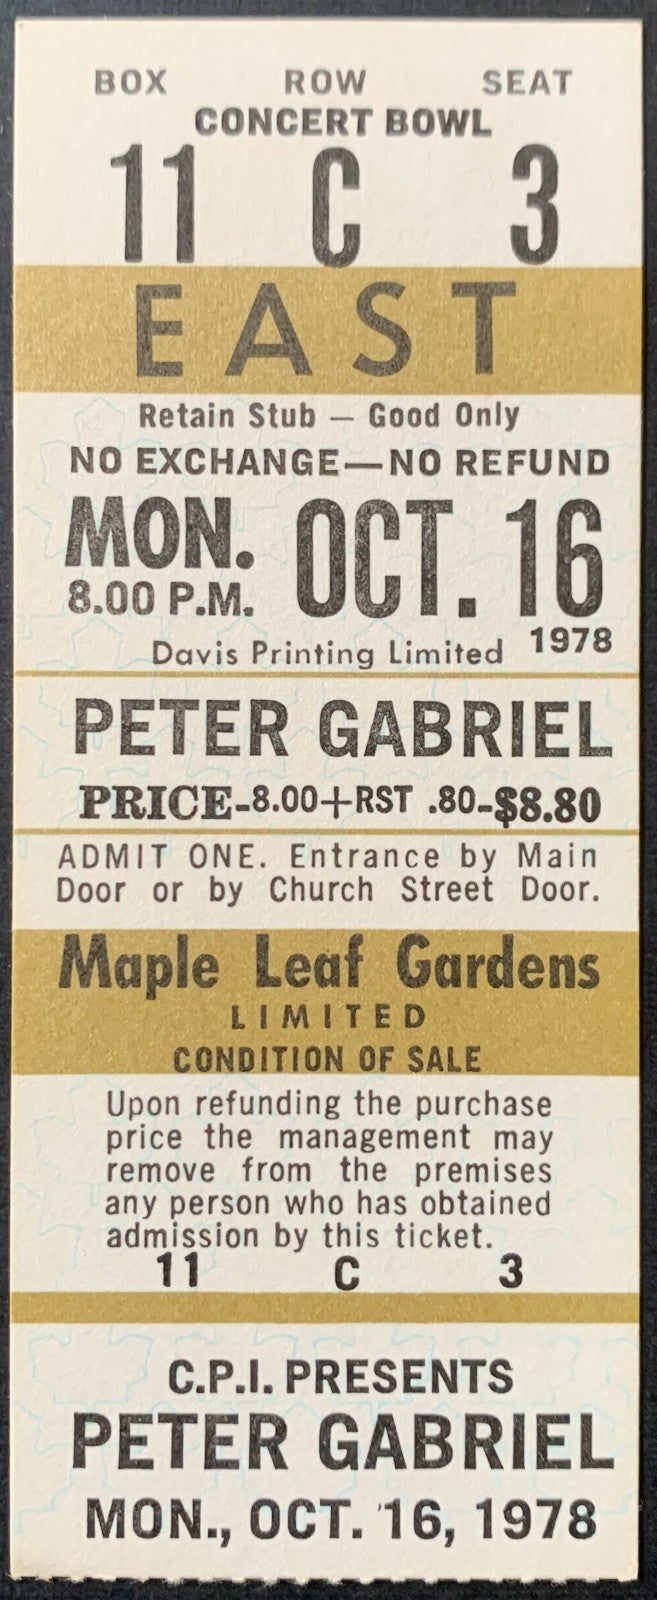 BOX ROW SEAT
CONCERT BOWL
11 C 3
EAST
Retain Stub — Good Only
NO EXCHANGE—NO REFUND
MON. OCT. 16
8.00 P.M.
Davis Printing Limited 1978
PETER GABRIEL
PRICE-8.00+RST .80-$8.80
ADMIT ONE. Entrance by Main
Door or by Church Street Door.
Maple Leaf Gardens
LIMITED
CONDITION OF SALE
Upon refunding the purchase
price the management may
remove from the premises
any person who has obtained
admission by this ticket.
11 C 3
C.P.I. PRESENTS
PETER GABRIEL
MON., OCT. 16, 1978